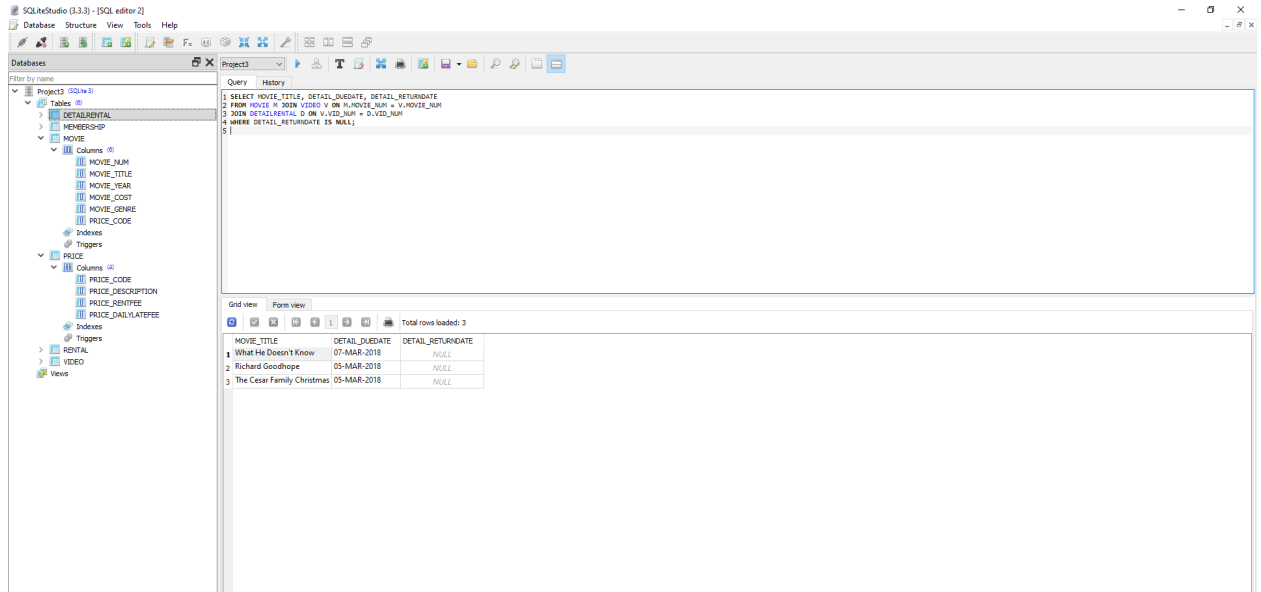 SQLiteStudio (3.3.3) - [SQL editor 2]
Database Structure View Tools Help
Databases
Filter by name
Project3 (SQLite 3)
Tables (6)
DETAILRENTAL
MEMBERSHIP
MOVIE
Columns (6)
MOVIE_NUM
MOVIE_TITLE
MOVIE_YEAR
MOVIE_COST
MOVIE_GENRE
PRICE_CODE
Indexes
Triggers
PRICE
Columns (4)
PRICE_CODE
PRICE_DESCRIPTION
PRICE_RENTFEE
PRICE_DAILYLATEFEE
Indexes
Triggers
RENTAL
VIDEO
Views
Project3
Query History
1 SELECT MOVIE_TITLE, DETAIL_DUEDATE, DETAIL_RETURNDATE
2 FROM MOVIE M JOIN VIDEO V ON M.MOVIE_NUM = V.MOVIE_NUM
3 JOIN DETAILRENTAL D ON V.VID_NUM = D.VID_NUM
4 WHERE DETAIL_RETURNDATE IS NULL;
5
Grid view Form view
1 Total rows loaded: 3
MOVIE_TITLE DETAIL_DUEDATE DETAIL_RETURNDATE
1 What He Doesn't Know 07-MAR-2018 NULL
2 Richard Goodhope 05-MAR-2018 NULL
3 The Cesar Family Christmas 05-MAR-2018 NULL